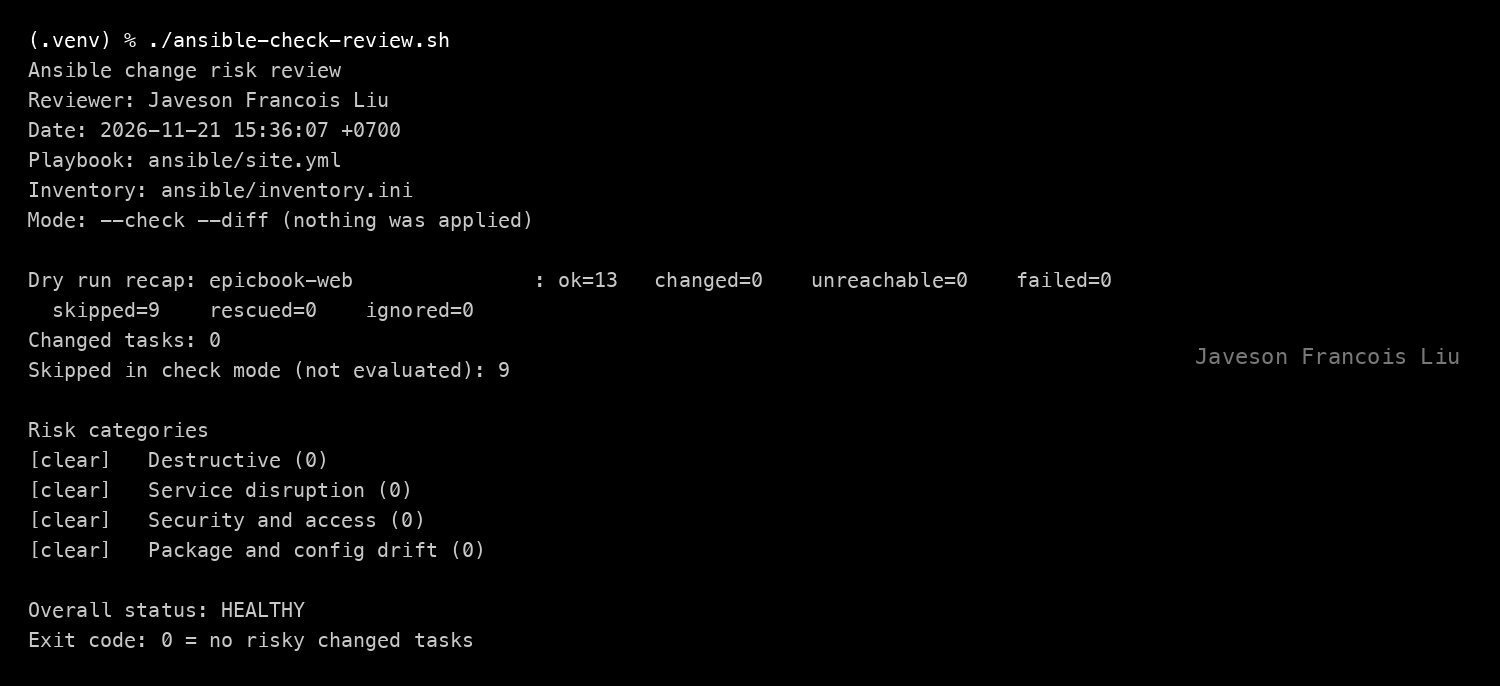 (.venv) % ./ansible-check-review.sh
Ansible change risk review
Reviewer: Javeson Francois Liu
Date: 2026-11-21 15:36:07 +0700
Playbook: ansible/site.yml
Inventory: ansible/inventory.ini
Mode: --check --diff (nothing was applied)
Dry run recap: epicbook-web               : ok=13   changed=0    unreachable=0    failed=0
  skipped=9    rescued=0    ignored=0
Changed tasks: 0
Javeson Francois Liu
Skipped in check mode (not evaluated): 9
Risk categories
[clear]   Destructive (0)
[clear]   Service disruption (0)
[clear]   Security and access (0)
[clear]   Package and config drift (0)
Overall status: HEALTHY
Exit code: 0 = no risky changed tasks